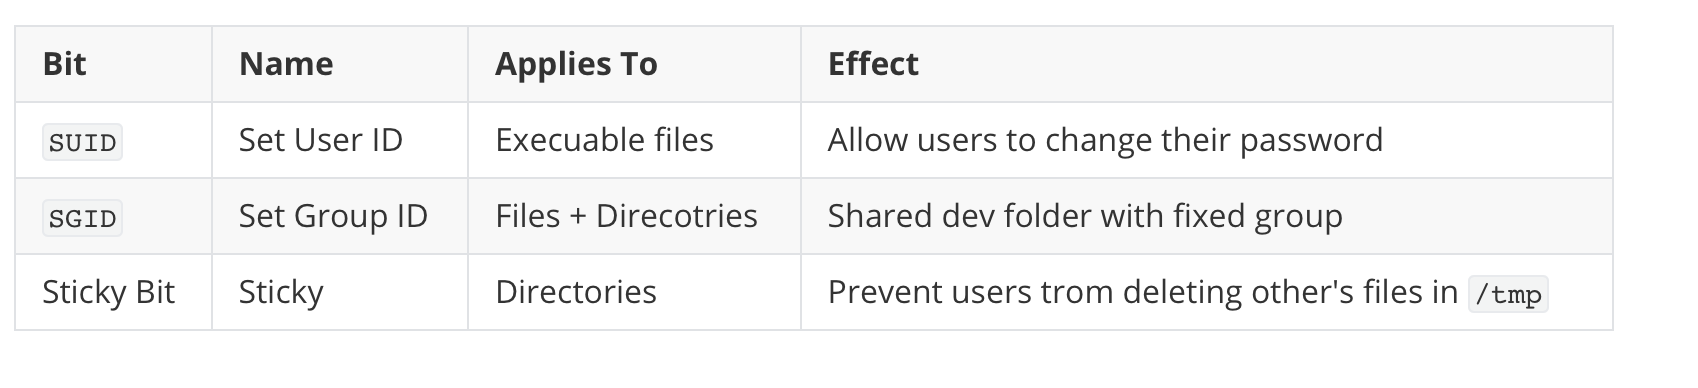 Bit Name Applies To Effect
SUID Set User ID Execuable files Allow users to change their password
SGID Set Group ID Files + Direcotries Shared dev folder with fixed group
Sticky Bit Sticky Directories Prevent users trom deleting other's files in /tmp